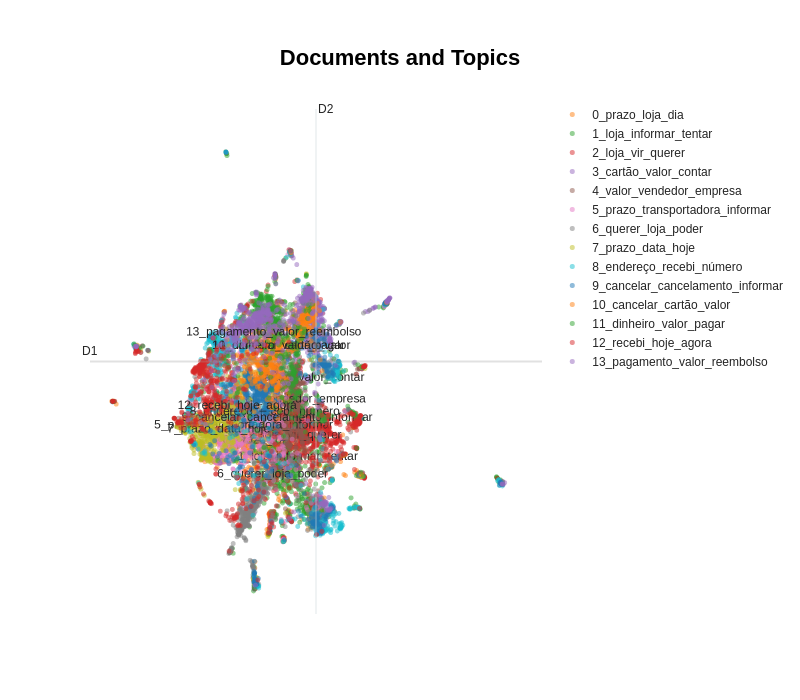 Documents and Topics
D2
0_prazo_loja_dia
1_loja_informar_tentar
2_loja_vir_querer
3_cartão_valor_contar
4_valor_vendedor_empresa
5_prazo_transportadora_informar
6_querer_loja_poder
7_prazo_data_hoje
8_endereço_recebi_número
9_cancelar_cancelamento_informar
10_cancelar_cartão_valor
11_dinheiro_valor_pagar
12_recebi_hoje_agora
13_pagamento_valor_reembolso
D1
13_pagamento_valor_reembolso
12_recebi_hoje_agora
7_prazo_data_hoje
6_querer_loja_poder